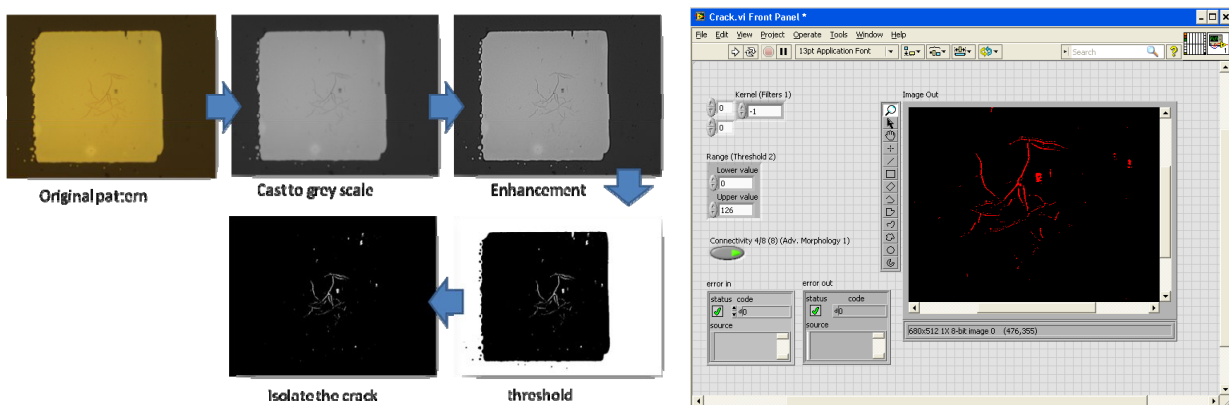 Original pattern
Cast to grey scale
Enhancement
Isolate the crack
threshold
Crack.vi Front Panel *
File Edit View Project Operate Tools Window Help
13pt Application Font
Search
Kernel (Filters 1)
0
-1
0
Range (Threshold 2)
Lower value
0
Upper value
126
Connectivity 4/8 (8) (Adv. Morphology 1)
error in
status code
d0
source
error out
status code
d0
source
Image Out
680x512 1X 8-bit image 0 (476,355)